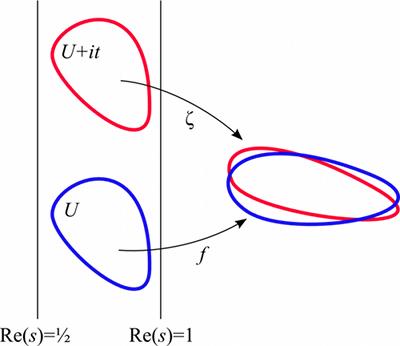 U+it
ζ
U
f
Re(s)=½
Re(s)=1